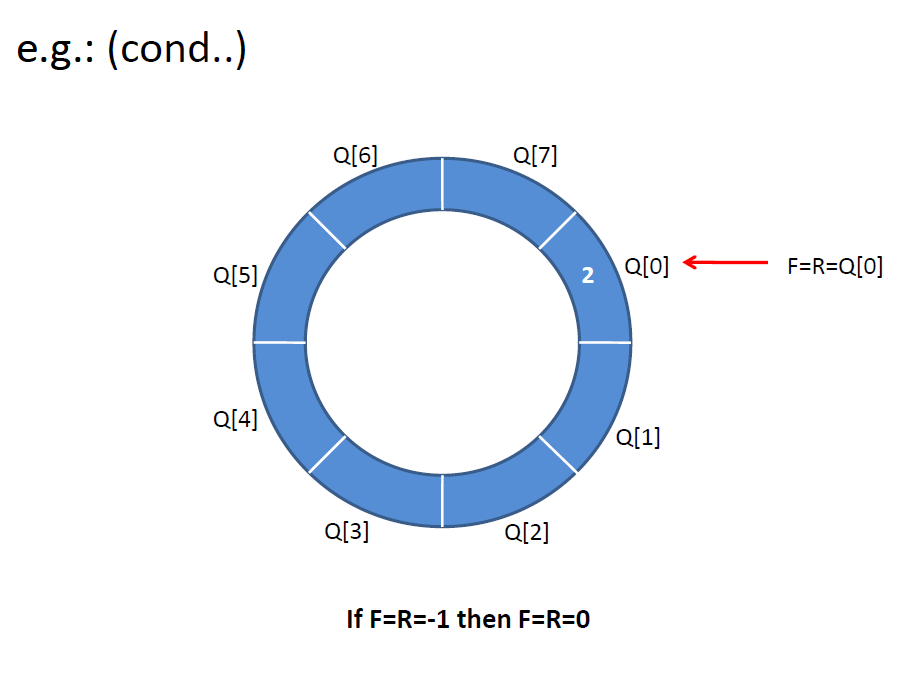 e.g.: (cond..)
Q[6]
Q[7]
Q[5]
2
Q[0]
F=R=Q[0]
Q[4]
Q[1]
Q[3]
Q[2]
If F=R=-1 then F=R=0